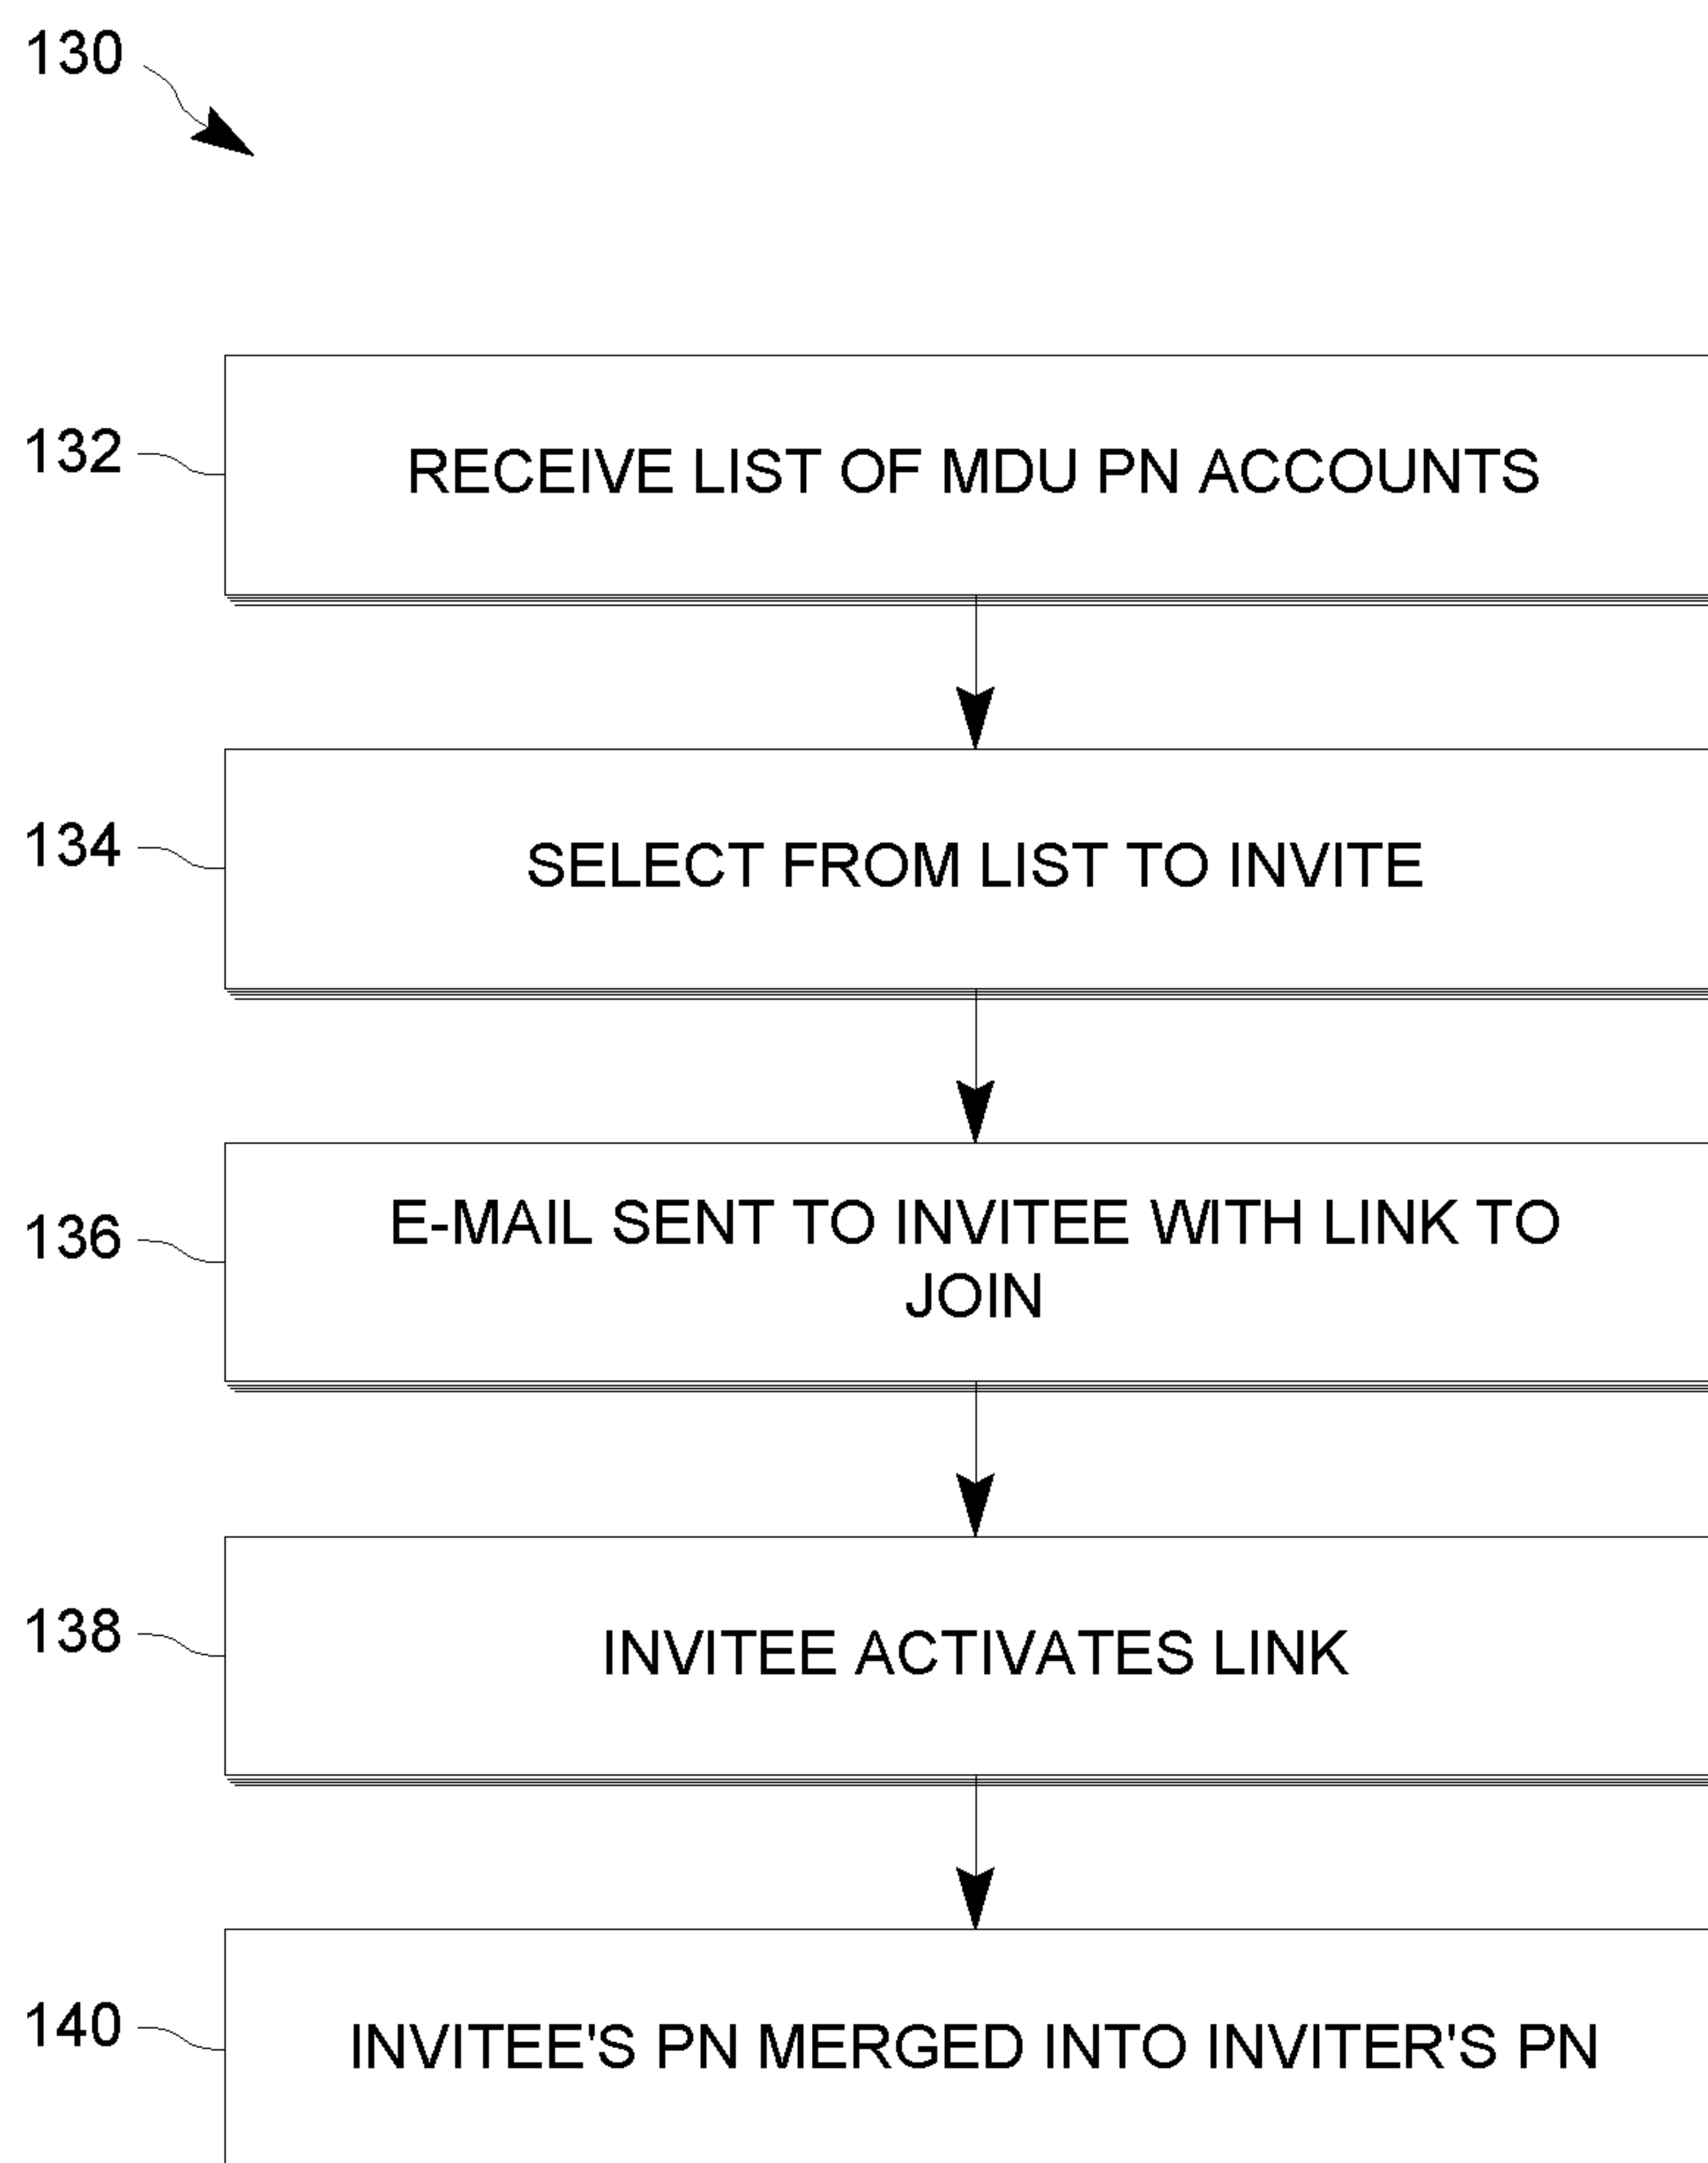 130
132
RECEIVE LIST OF MDU PN ACCOUNTS
134
SELECT FROM LIST TO INVITE
136
E-MAIL SENT TO INVITEE WITH LINK TO
JOIN
138
INVITEE ACTIVATES LINK
140
INVITEE'S PN MERGED INTO INVITER'S PN